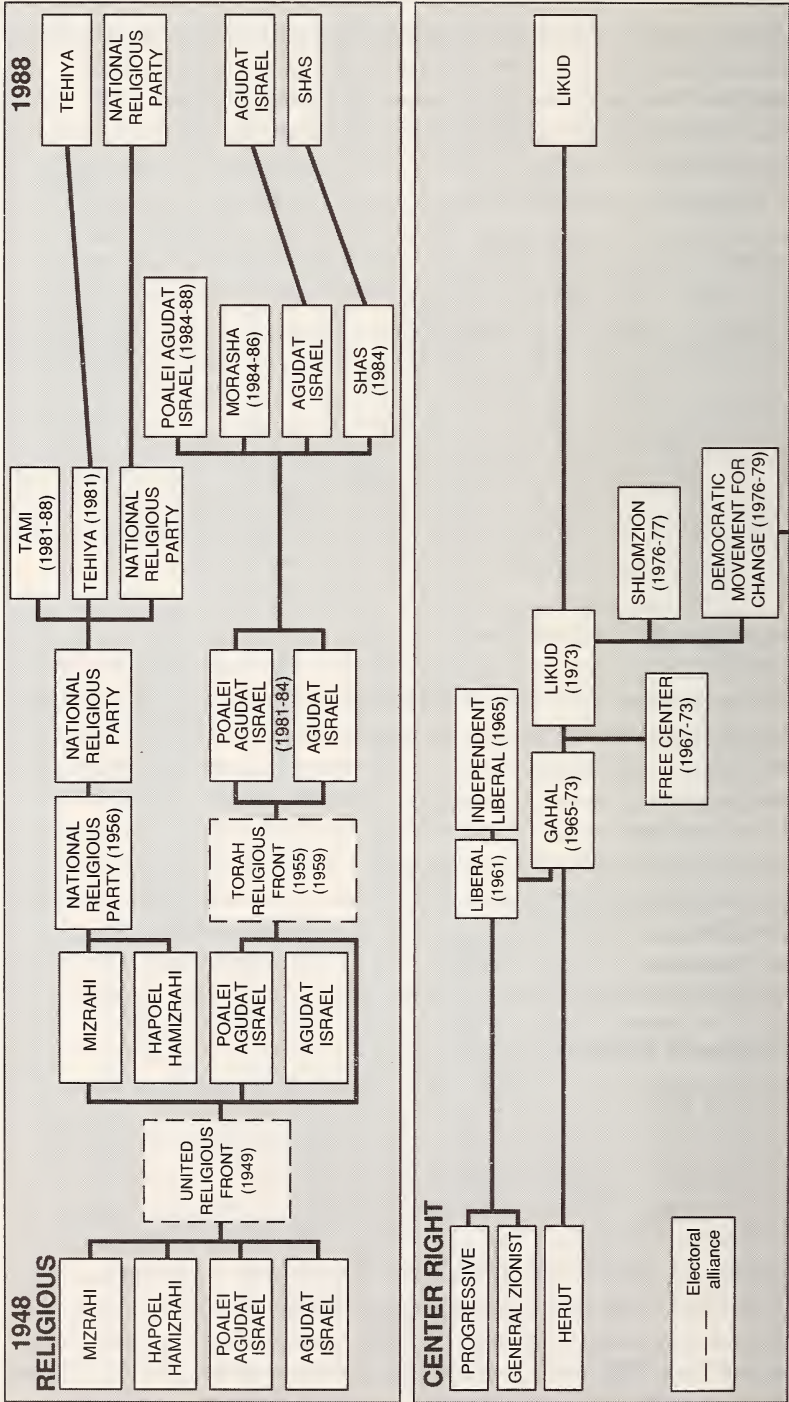 1948
1988
RELIGIOUS
MIZRAHI
HAPOEL
HAMIZRAHI
POALEI
AGUDAT
ISRAEL
AGUDAT
ISRAEL
UNITED
RELIGIOUS
FRONT
(1949)
MIZRAHI
HAPOEL
HAMIZRAHI
POALEI
AGUDAT
ISRAEL
AGUDAT
ISRAEL
NATIONAL
RELIGIOUS
PARTY (1956)
TORAH
RELIGIOUS
FRONT
(1955)
(1959)
NATIONAL
RELIGIOUS
PARTY
POALEI
AGUDAT
ISRAEL
(1981-84)
AGUDAT
ISRAEL
TAMI
(1981-88)
TEHIYA (1981)
NATIONAL
RELIGIOUS
PARTY
POALEI AGUDAT
ISRAEL (1984-88)
MORASHA
(1984-86)
AGUDAT
ISRAEL
SHAS
(1984)
TEHIYA
NATIONAL
RELIGIOUS
PARTY
AGUDAT
ISRAEL
SHAS
CENTER RIGHT
PROGRESSIVE
GENERAL ZIONIST
HERUT
LIBERAL
(1961)
INDEPENDENT
LIBERAL (1965)
GAHAL
(1965-73)
FREE CENTER
(1967-73)
LIKUD
(1973)
SHLOMZION
(1976-77)
DEMOCRATIC
MOVEMENT FOR
CHANGE (1976-79)
LIKUD
Electoral
alliance